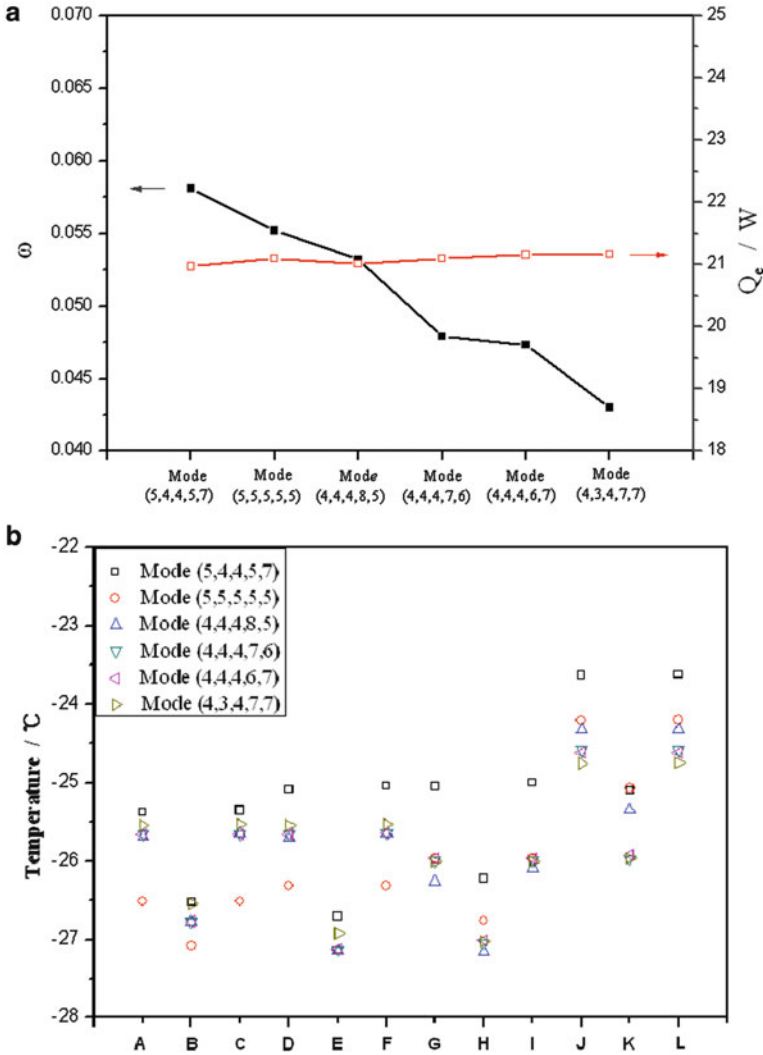 a
0.070
0.065
0.060
0.055
0.050
0.045
0.040
ω
25
24
23
22
21
20
19
18
Q_e / W
Mode (5,4,4,5,7)
Mode (5,5,5,5,5)
Mode (4,4,4,8,5)
Mode (4,4,4,7,6)
Mode (4,4,4,6,7)
Mode (4,3,4,7,7)
b
-22
-23
-24
-25
-26
-27
-28
Temperature / ℃
Mode (5,4,4,5,7)
Mode (5,5,5,5,5)
Mode (4,4,4,8,5)
Mode (4,4,4,7,6)
Mode (4,4,4,6,7)
Mode (4,3,4,7,7)
A B C D E F G H I J K L